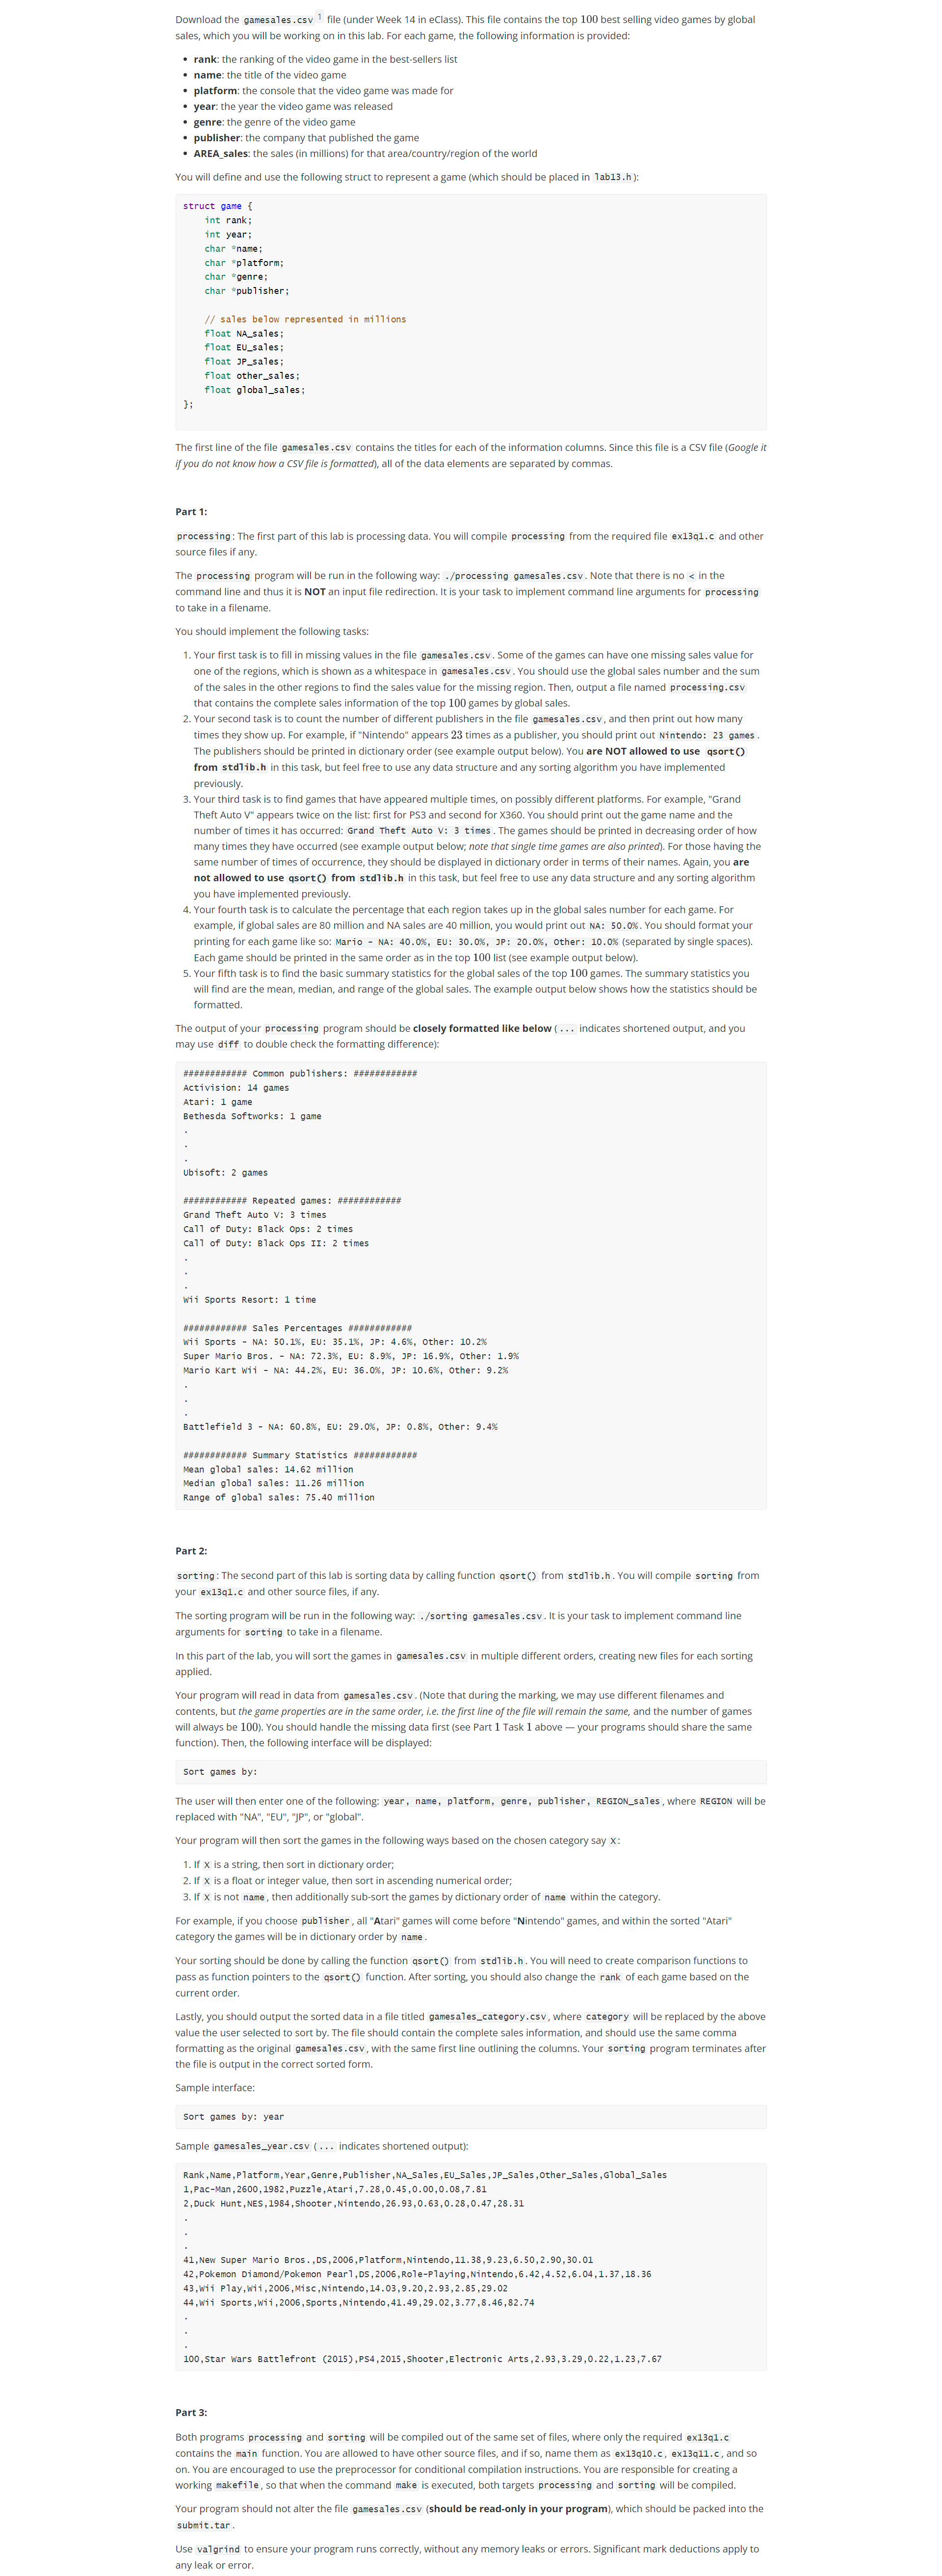 Download the gamesales.csv 1 file (under Week 14 in eClass). This file contains the top 100 best selling video games by global
sales, which you will be working on in this lab. For each game, the following information is provided:
• rank: the ranking of the video game in the best-sellers list
• name: the title of the video game
• platform: the console that the video game was made for
• year: the year the video game was released
• genre: the genre of the video game
• publisher: the company that published the game
• AREA_sales: the sales (in millions) for that area/country/region of the world
You will define and use the following struct to represent a game (which should be placed in lab13.h):
struct game {
int rank;
int year;
char *name;
char *platform;
char *genre;
char *publisher;
// sales below represented in millions
float NA_sales;
float EU_sales;
float JP_sales;
float other_sales;
float global_sales;
};
The first line of the file gamesales.csv contains the titles for each of the information columns. Since this file is a CSV file (Google it
if you do not know how a CSV file is formatted), all of the data elements are separated by commas.
Part 1:
processing: The first part of this lab is processing data. You will compile processing from the required file ex13q1.c and other
source files if any.
The processing program will be run in the following way: ./processing gamesales.csv. Note that there is no < in the
command line and thus it is NOT an input file redirection. It is your task to implement command line arguments for processing
to take in a filename.
You should implement the following tasks:
1. Your first task is to fill in missing values in the file gamesales.csv. Some of the games can have one missing sales value for
one of the regions, which is shown as a whitespace in gamesales.csv. You should use the global sales number and the sum
of the sales in the other regions to find the sales value for the missing region. Then, output a file named processing.csv
that contains the complete sales information of the top 100 games by global sales.
2. Your second task is to count the number of different publishers in the file gamesales.csv, and then print out how many
times they show up. For example, if "Nintendo" appears 23 times as a publisher, you should print out Nintendo: 23 games.
The publishers should be printed in dictionary order (see example output below). You are NOT allowed to use qsort()
from stdlib.h in this task, but feel free to use any data structure and any sorting algorithm you have implemented
previously.
3. Your third task is to find games that have appeared multiple times, on possibly different platforms. For example, "Grand
Theft Auto V" appears twice on the list: first for PS3 and second for X360. You should print out the game name and the
number of times it has occurred: Grand Theft Auto V: 3 times. The games should be printed in decreasing order of how
many times they have occurred (see example output below; note that single time games are also printed). For those having the
same number of times of occurrence, they should be displayed in dictionary order in terms of their names. Again, you are
not allowed to use qsort() from stdlib.h in this task, but feel free to use any data structure and any sorting algorithm
you have implemented previously.
4. Your fourth task is to calculate the percentage that each region takes up in the global sales number for each game. For
example, if global sales are 80 million and NA sales are 40 million, you would print out NA: 50.0%. You should format your
printing for each game like so: Mario - NA: 40.0%, EU: 30.0%, JP: 20.0%, Other: 10.0% (separated by single spaces).
Each game should be printed in the same order as in the top 100 list (see example output below).
5. Your fifth task is to find the basic summary statistics for the global sales of the top 100 games. The summary statistics you
will find are the mean, median, and range of the global sales. The example output below shows how the statistics should be
formatted.
The output of your processing program should be closely formatted like below (... indicates shortened output, and you
may use diff to double check the formatting difference):
############ Common publishers: ############
Activision: 14 games
Atari: 1 game
Bethesda Softworks: 1 game
.
.
.
Ubisoft: 2 games
############ Repeated games: ############
Grand Theft Auto V: 3 times
Call of Duty: Black Ops: 2 times
Call of Duty: Black Ops II: 2 times
.
.
.
Wii Sports Resort: 1 time
############ Sales Percentages ############
Wii Sports - NA: 50.1%, EU: 35.1%, JP: 4.6%, Other: 10.2%
Super Mario Bros. - NA: 72.3%, EU: 8.9%, JP: 16.9%, Other: 1.9%
Mario Kart Wii - NA: 44.2%, EU: 36.0%, JP: 10.6%, Other: 9.2%
.
.
.
Battlefield 3 - NA: 60.8%, EU: 29.0%, JP: 0.8%, Other: 9.4%
############ Summary Statistics ############
Mean global sales: 14.62 million
Median global sales: 11.26 million
Range of global sales: 75.40 million
Part 2:
sorting: The second part of this lab is sorting data by calling function qsort() from stdlib.h. You will compile sorting from
your ex13q1.c and other source files, if any.
The sorting program will be run in the following way: ./sorting gamesales.csv. It is your task to implement command line
arguments for sorting to take in a filename.
In this part of the lab, you will sort the games in gamesales.csv in multiple different orders, creating new files for each sorting
applied.
Your program will read in data from gamesales.csv. (Note that during the marking, we may use different filenames and
contents, but the game properties are in the same order, i.e. the first line of the file will remain the same, and the number of games
will always be 100). You should handle the missing data first (see Part 1 Task 1 above — your programs should share the same
function). Then, the following interface will be displayed:
Sort games by:
The user will then enter one of the following: year, name, platform, genre, publisher, REGION_sales, where REGION will be
replaced with "NA", "EU", "JP", or "global".
Your program will then sort the games in the following ways based on the chosen category say X:
1. If X is a string, then sort in dictionary order;
2. If X is a float or integer value, then sort in ascending numerical order;
3. If X is not name, then additionally sub-sort the games by dictionary order of name within the category.
For example, if you choose publisher, all "Atari" games will come before "Nintendo" games, and within the sorted "Atari"
category the games will be in dictionary order by name.
Your sorting should be done by calling the function qsort() from stdlib.h. You will need to create comparison functions to
pass as function pointers to the qsort() function. After sorting, you should also change the rank of each game based on the
current order.
Lastly, you should output the sorted data in a file titled gamesales_category.csv, where category will be replaced by the above
value the user selected to sort by. The file should contain the complete sales information, and should use the same comma
formatting as the original gamesales.csv, with the same first line outlining the columns. Your sorting program terminates after
the file is output in the correct sorted form.
Sample interface:
Sort games by: year
Sample gamesales_year.csv (... indicates shortened output):
Rank,Name,Platform,Year,Genre,Publisher,NA_Sales,EU_Sales,JP_Sales,Other_Sales,Global_Sales
1,Pac-Man,2600,1982,Puzzle,Atari,7.28,0.45,0.00,0.08,7.81
2,Duck Hunt,NES,1984,Shooter,Nintendo,26.93,0.63,0.28,0.47,28.31
.
.
.
41,New Super Mario Bros.,DS,2006,Platform,Nintendo,11.38,9.23,6.50,2.90,30.01
42,Pokemon Diamond/Pokemon Pearl,DS,2006,Role-Playing,Nintendo,6.42,4.52,6.04,1.37,18.36
43,Wii Play,Wii,2006,Misc,Nintendo,14.03,9.20,2.93,2.85,29.02
44,Wii Sports,Wii,2006,Sports,Nintendo,41.49,29.02,3.77,8.46,82.74
.
.
.
100,Star Wars Battlefront (2015),PS4,2015,Shooter,Electronic Arts,2.93,3.29,0.22,1.23,7.67
Part 3:
Both programs processing and sorting will be compiled out of the same set of files, where only the required ex13q1.c
contains the main function. You are allowed to have other source files, and if so, name them as ex13q10.c, ex13q11.c, and so
on. You are encouraged to use the preprocessor for conditional compilation instructions. You are responsible for creating a
working makefile, so that when the command make is executed, both targets processing and sorting will be compiled.
Your program should not alter the file gamesales.csv (should be read-only in your program), which should be packed into the
submit.tar.
Use valgrind to ensure your program runs correctly, without any memory leaks or errors. Significant mark deductions apply to
any leak or error.